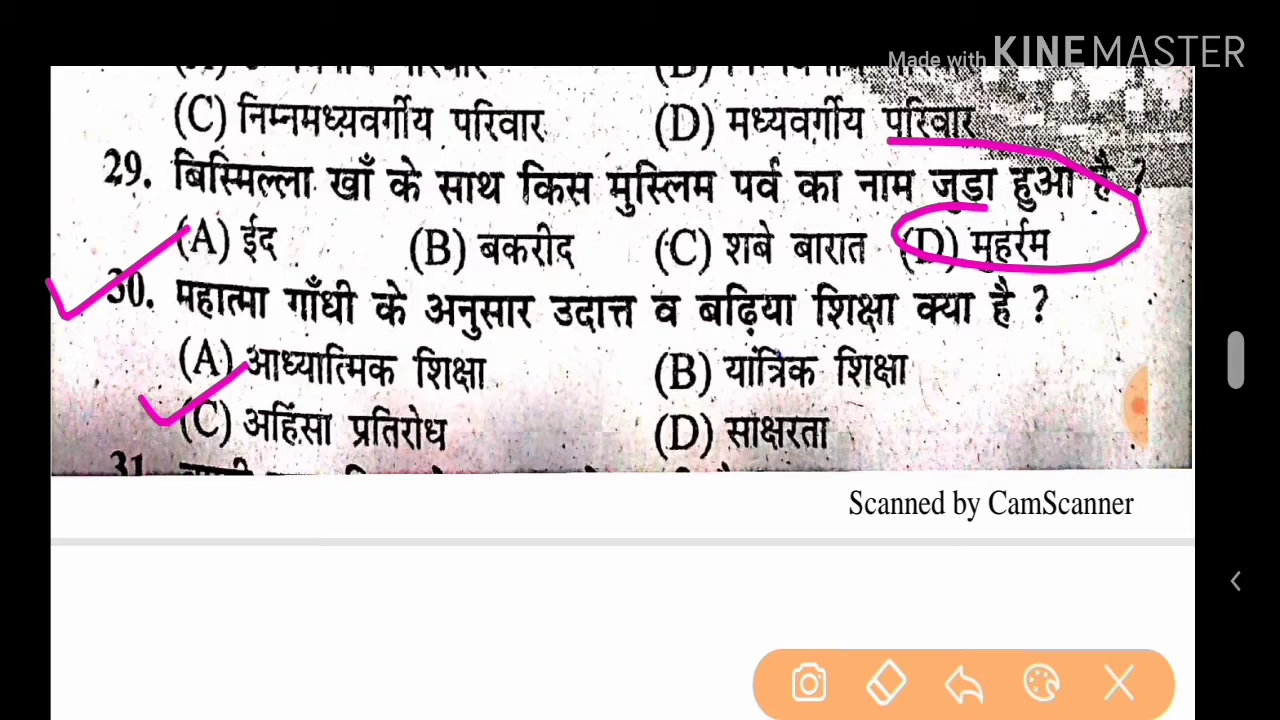 Made with KINEMASTER
(C) निम्नमध्यवर्गीय परिवार (D) मध्यवर्गीय परिवार
29. बिस्मिल्ला खाँ के साथ किस मुस्लिम पर्व का नाम जुडा हुआ है ?
(A) ईद (B) बकरीद (C) शबे बारात (D) मुहर्रम
30. महात्मा गाँधी के अनुसार उदात्त व बढ़िया शिक्षा क्या है ?
(A) आध्यात्मिक शिक्षा (B) यांत्रिक शिक्षा
(C) अहिंसा प्रतिरोध (D) साक्षरता
31.
Scanned by CamScanner